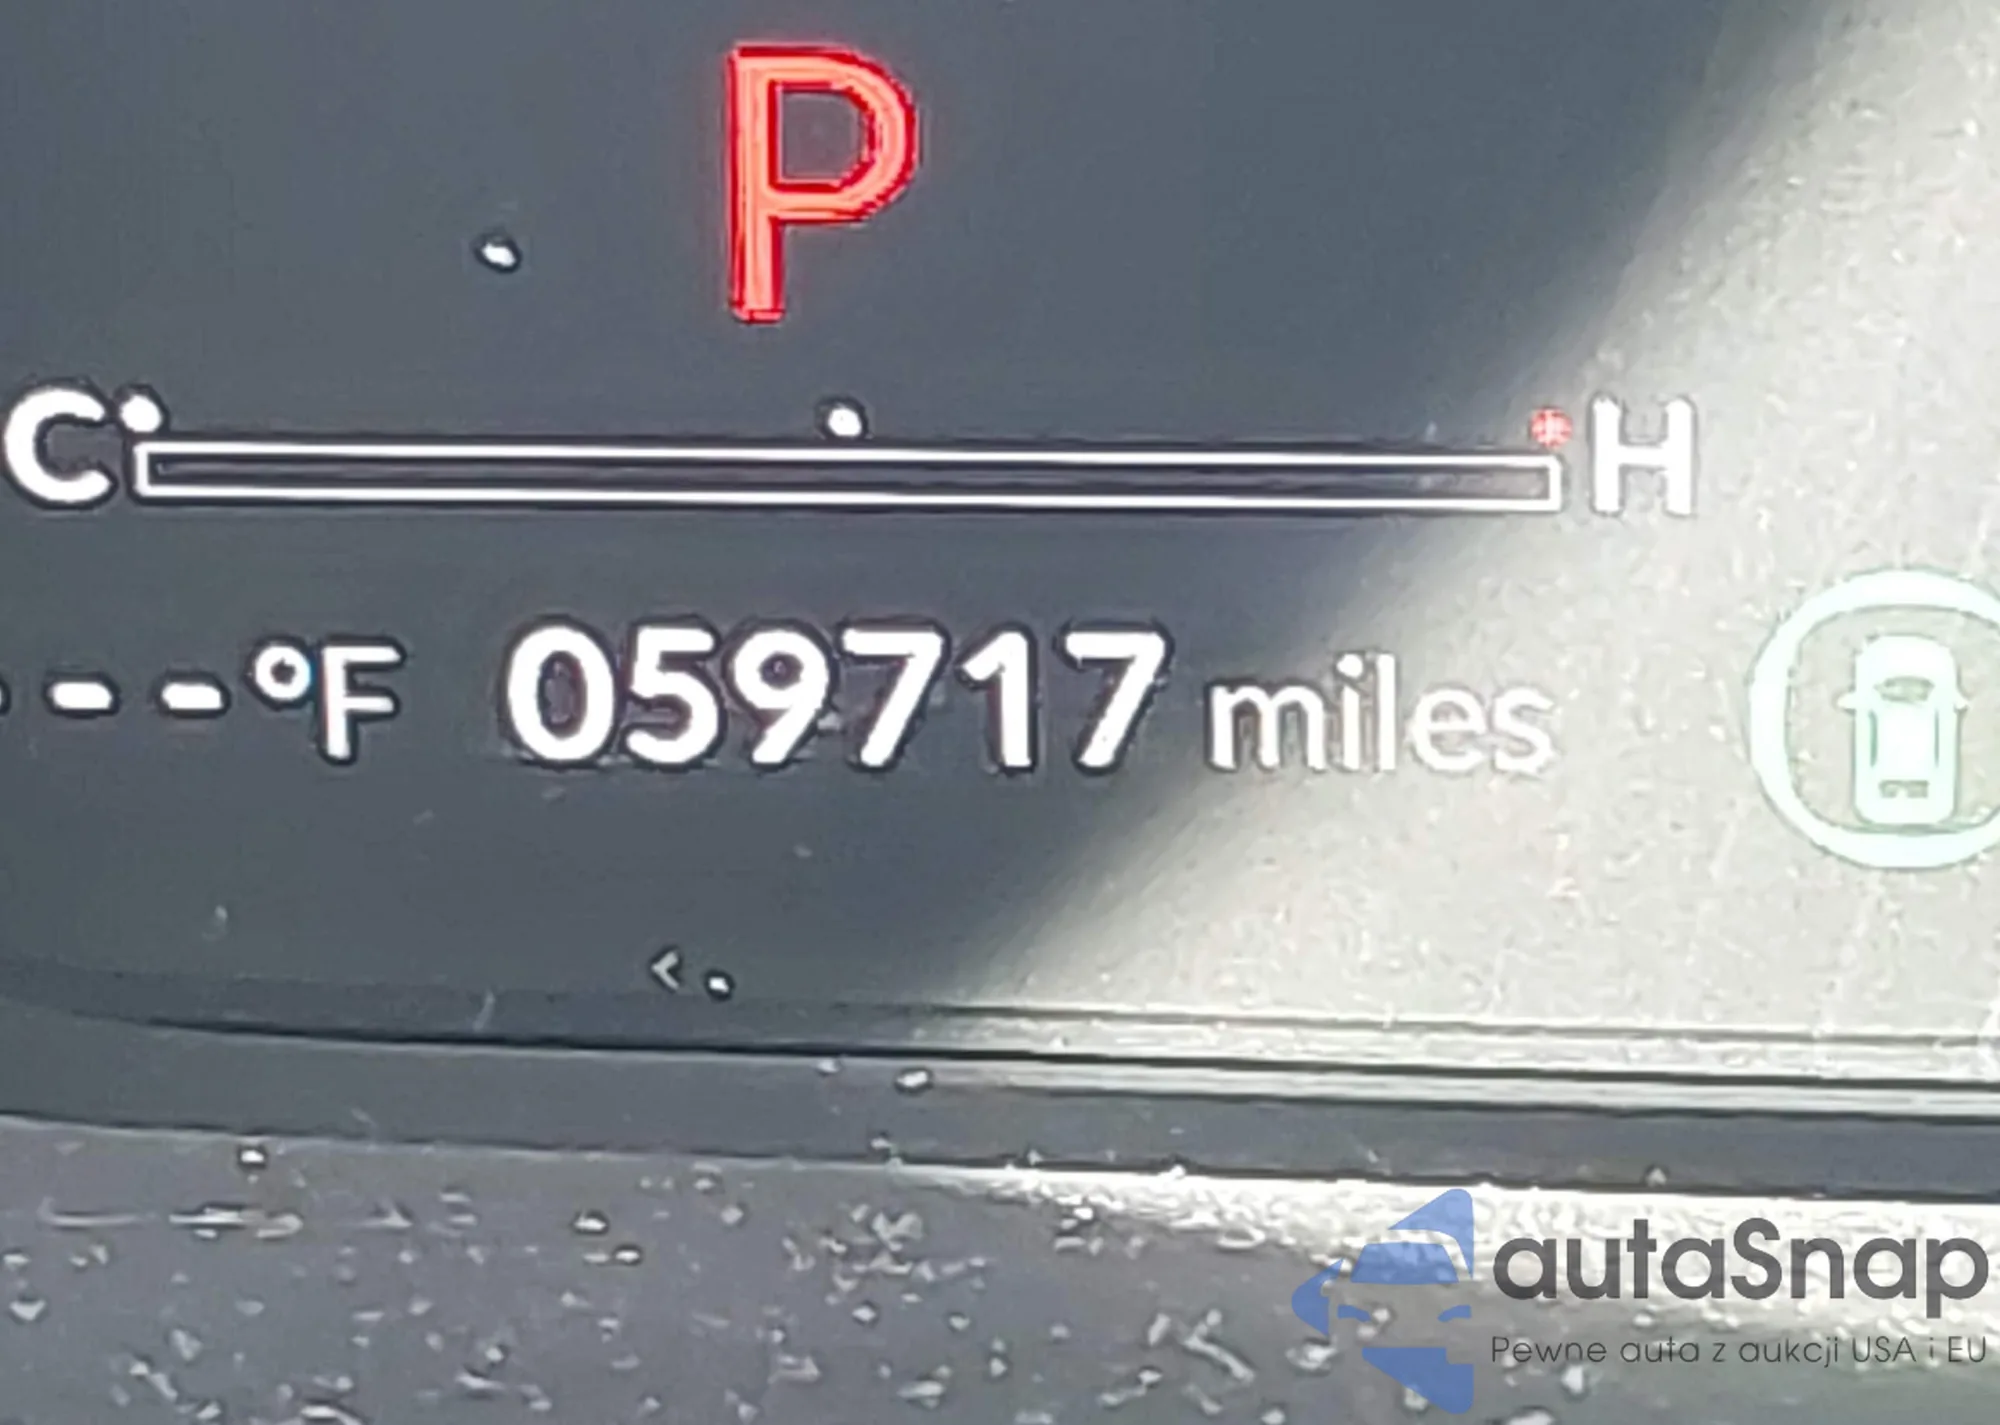 P
C H
---°F 059717 miles
autaSnap
Pewne auta z aukcji USA i EU